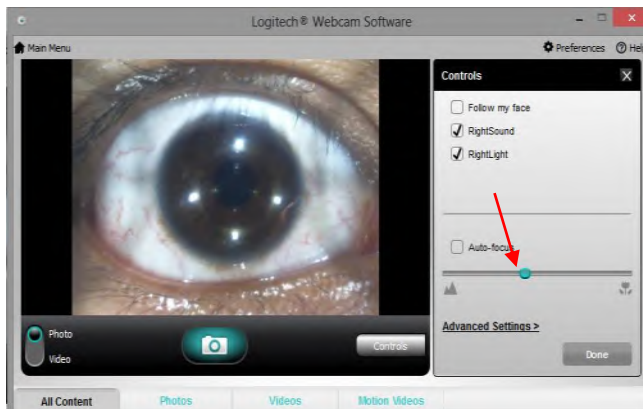 Logitech® Webcam Software
Main Menu
Preferences
Controls
X
Follow my face
RightSound
RightLight
Auto-focus
Advanced Settings >
Done
Photo
Video
Controls
All Content
Photos
Videos
Motion Videos